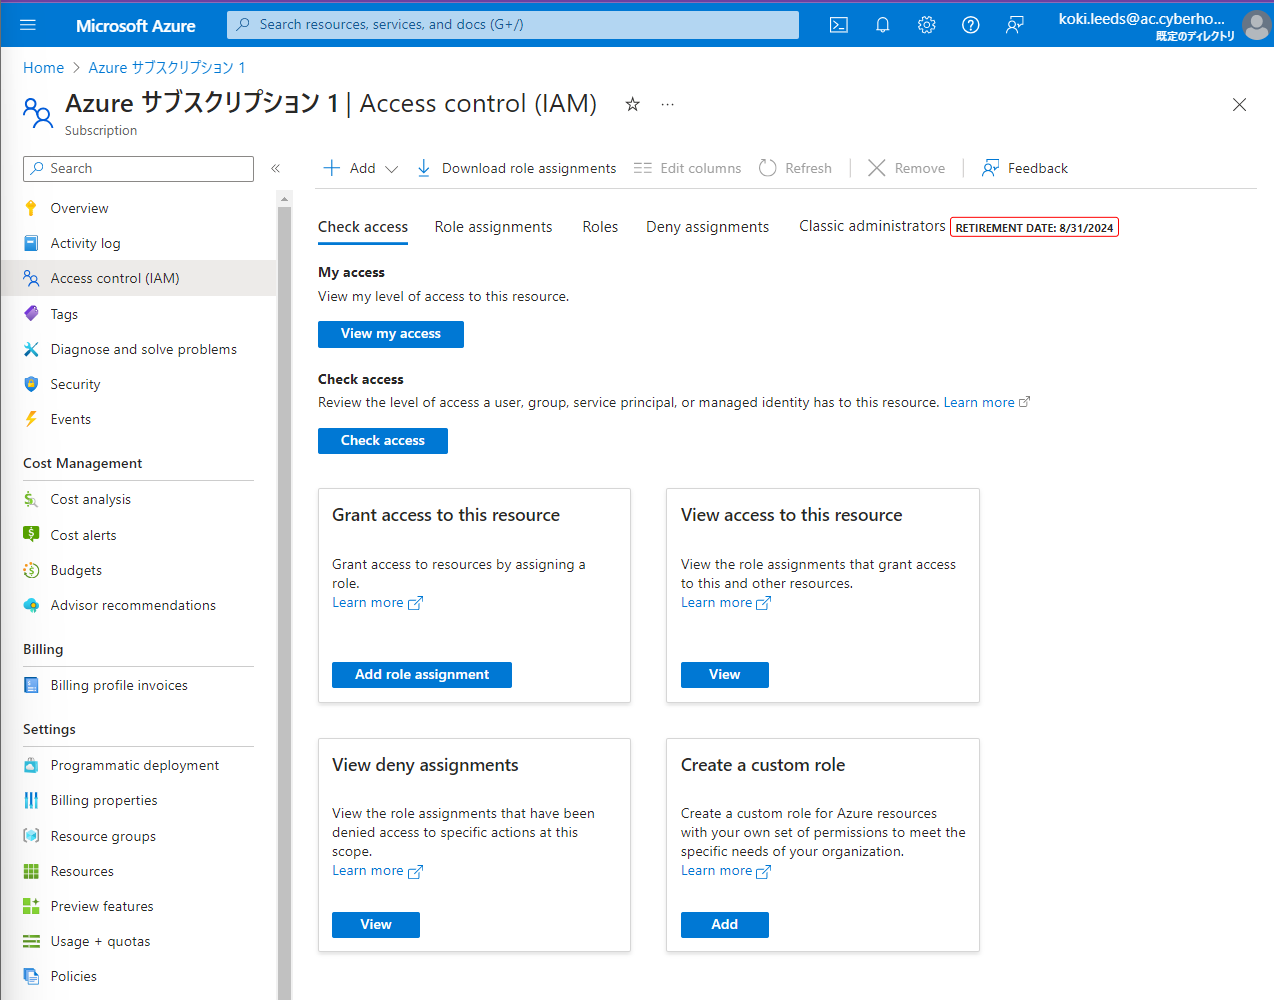 Microsoft Azure
Search resources, services, and docs (G+/)
koki.leeds@ac.cyberho...
既定のディレクトリ
Home > Azure サブスクリプション 1
Azure サブスクリプション 1 | Access control (IAM)
Subscription
Search
Overview
Activity log
Access control (IAM)
Tags
Diagnose and solve problems
Security
Events
Cost Management
Cost analysis
Cost alerts
Budgets
Advisor recommendations
Billing
Billing profile invoices
Settings
Programmatic deployment
Billing properties
Resource groups
Resources
Preview features
Usage + quotas
Policies
Add
Download role assignments
Edit columns
Refresh
Remove
Feedback
Check access
Role assignments
Roles
Deny assignments
Classic administrators
RETIREMENT DATE: 8/31/2024
My access
View my level of access to this resource.
View my access
Check access
Review the level of access a user, group, service principal, or managed identity has to this resource. Learn more
Check access
Grant access to this resource
Grant access to resources by assigning a
role.
Learn more
Add role assignment
View access to this resource
View the role assignments that grant access
to this and other resources.
Learn more
View
View deny assignments
View the role assignments that have been
denied access to specific actions at this
scope.
Learn more
View
Create a custom role
Create a custom role for Azure resources
with your own set of permissions to meet the
specific needs of your organization.
Learn more
Add